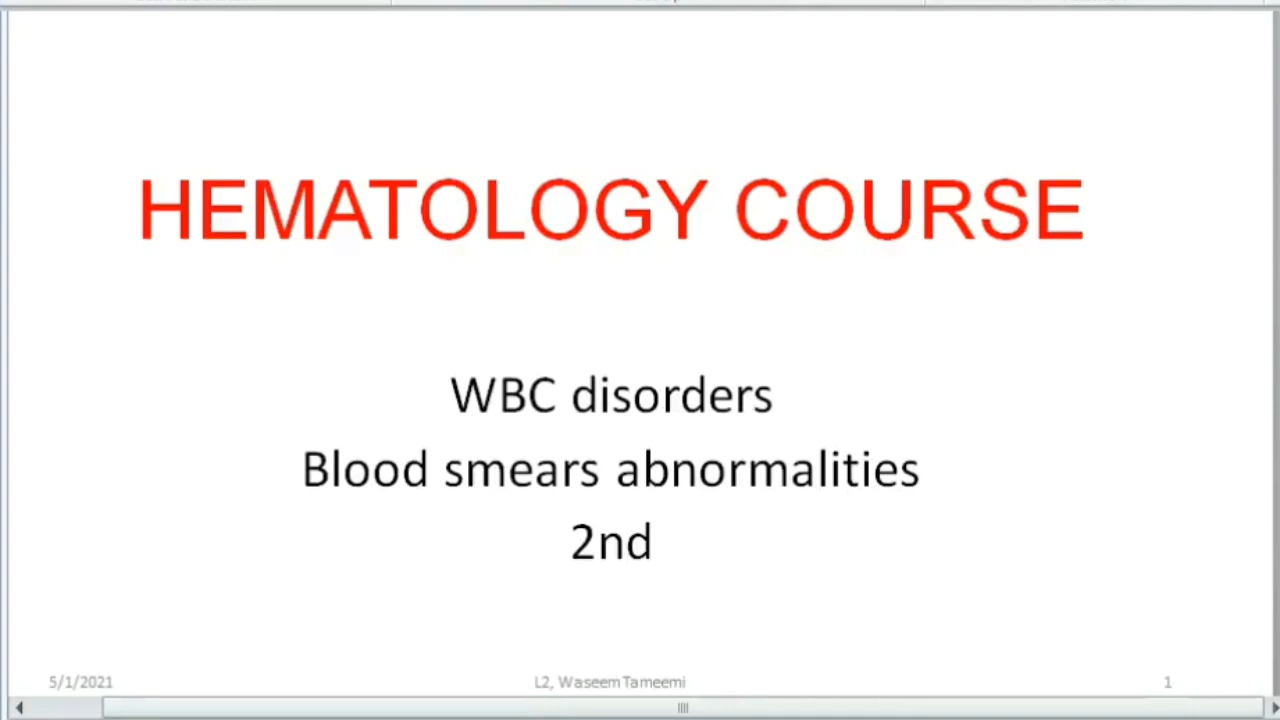 HEMATOLOGY COURSE
WBC disorders
Blood smears abnormalities
2nd
5/1/2021
L2, Waseem Tameemi
1